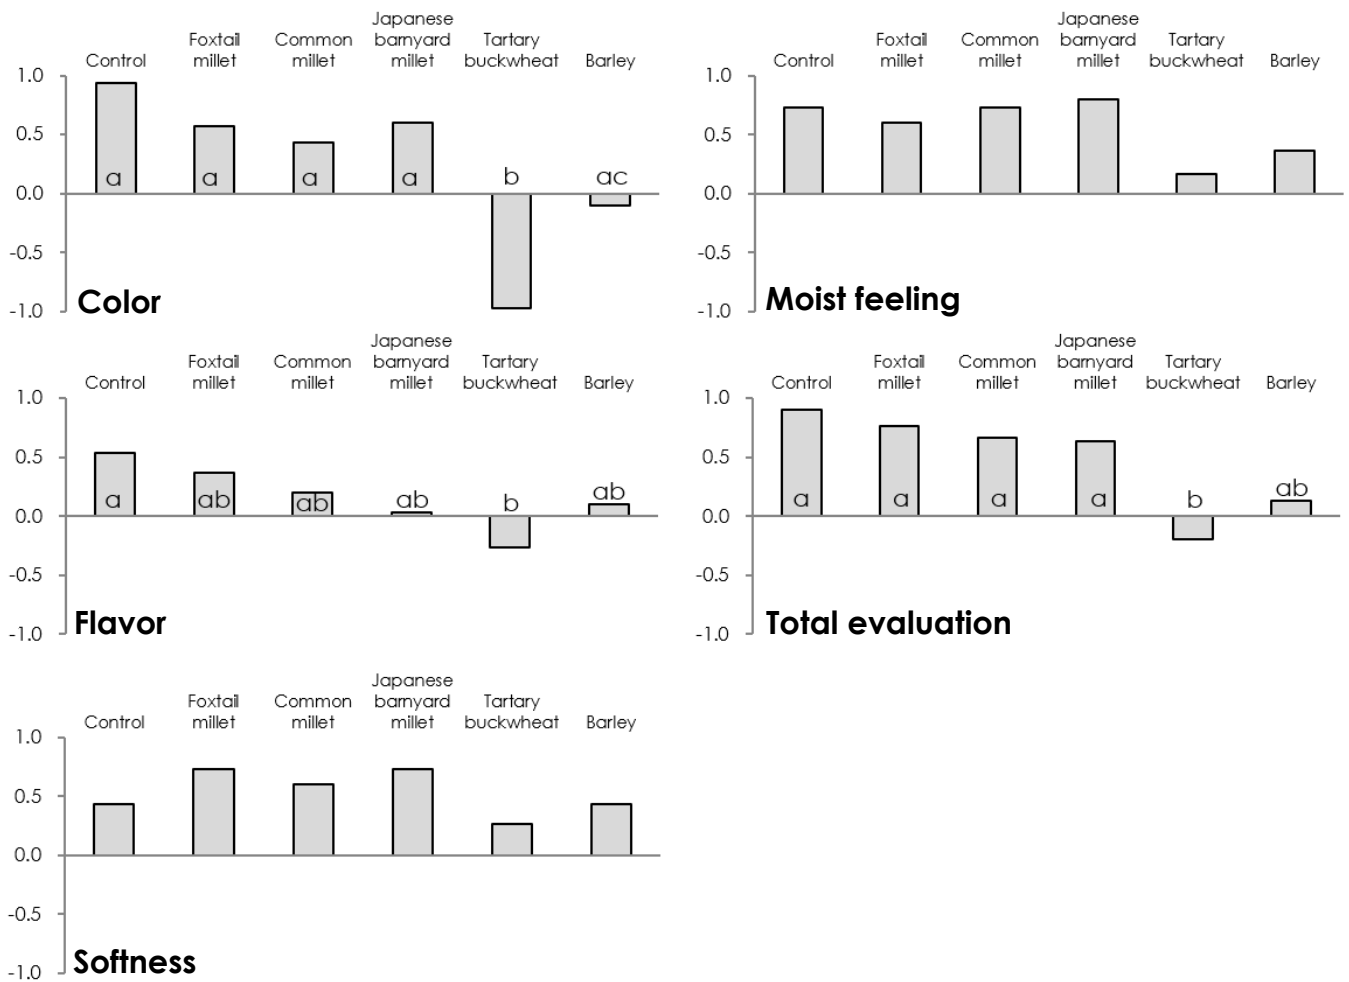 Control
Foxtail
millet
Common
millet
Japanese
barnyard
millet
Tartary
buckwheat
Barley
1.0
0.5
0.0
-0.5
-1.0
a
a
a
a
b
ac
Color
Control
Foxtail
millet
Common
millet
Japanese
barnyard
millet
Tartary
buckwheat
Barley
1.0
0.5
0.0
-0.5
-1.0
Moist feeling
Control
Foxtail
millet
Common
millet
Japanese
barnyard
millet
Tartary
buckwheat
Barley
1.0
0.5
0.0
-0.5
-1.0
a
ab
ab
ab
b
ab
Flavor
Control
Foxtail
millet
Common
millet
Japanese
barnyard
millet
Tartary
buckwheat
Barley
1.0
0.5
0.0
-0.5
-1.0
a
a
a
a
b
ab
Total evaluation
Control
Foxtail
millet
Common
millet
Japanese
barnyard
millet
Tartary
buckwheat
Barley
1.0
0.5
0.0
-0.5
-1.0
Softness